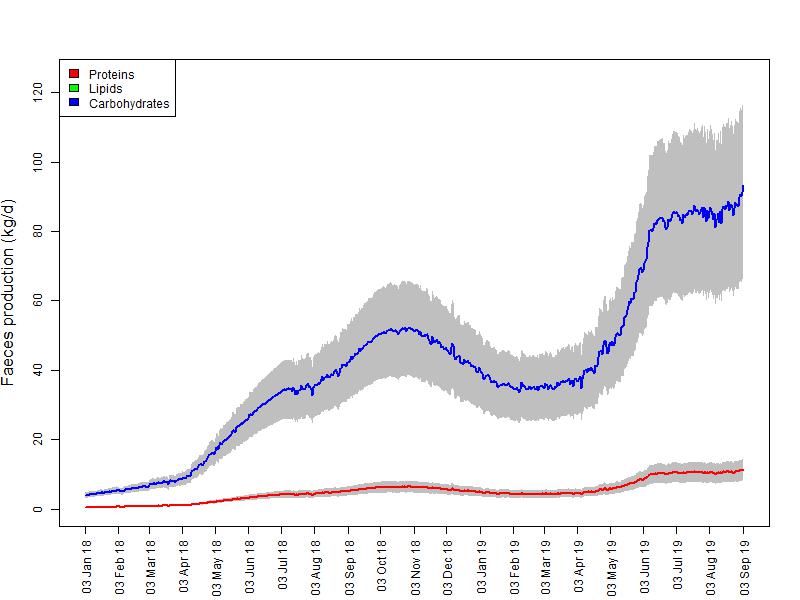 Proteins
Lipids
Carbohydrates
Faeces production (kg/d)
120
100
80
60
40
20
0
03 Jan 18
03 Feb 18
03 Mar 18
03 Apr 18
03 May 18
03 Jun 18
03 Jul 18
03 Aug 18
03 Sep 18
03 Oct 18
03 Nov 18
03 Dec 18
03 Jan 19
03 Feb 19
03 Mar 19
03 Apr 19
03 May 19
03 Jun 19
03 Jul 19
03 Aug 19
03 Sep 19